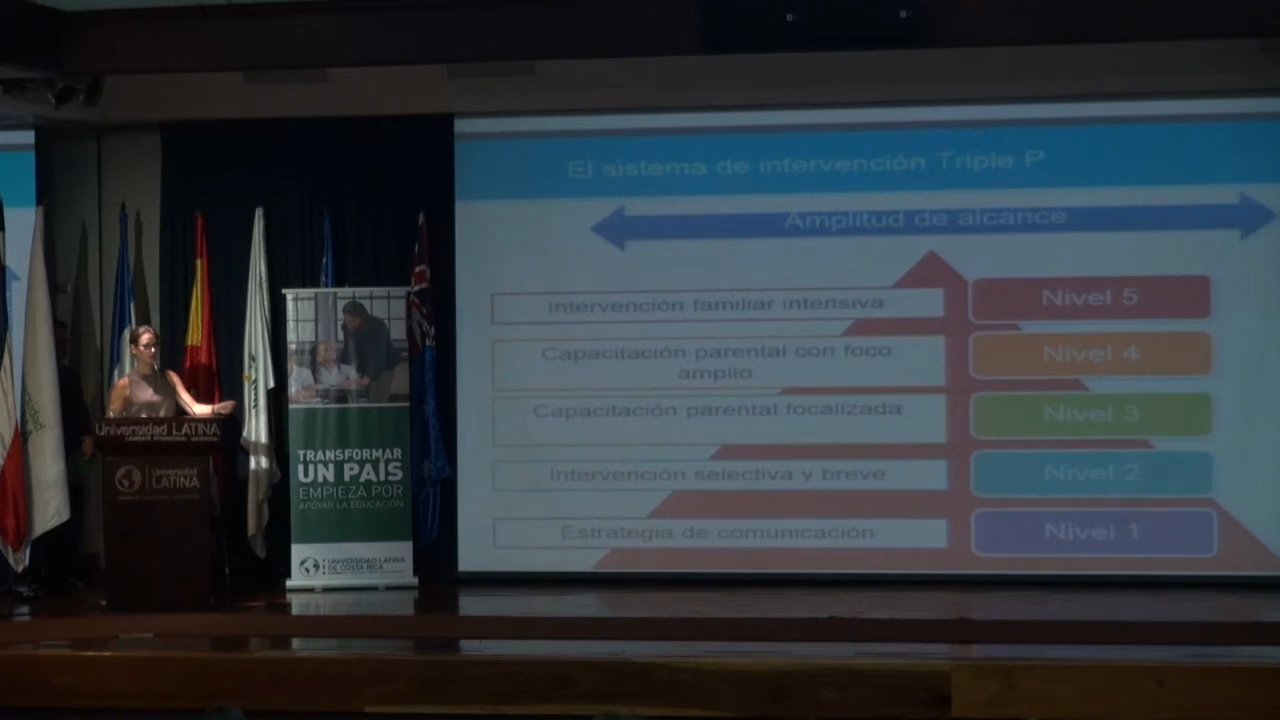 El sistema de intervención Triple P
Amplitud de alcance
Intervención familiar intensiva
Nivel 5
Capacitación parental con foco
amplio
Nivel 4
Capacitación parental focalizada
Nivel 3
Intervención selectiva y breve
Nivel 2
Estrategia de comunicación
Nivel 1
TRANSFORMAR
UN PAÍS
EMPIEZA POR
APOYAR LA EDUCACIÓN
UNIVERSIDAD LATINA
DE COSTA RICA
Universidad LATINA
Universidad
LATINA